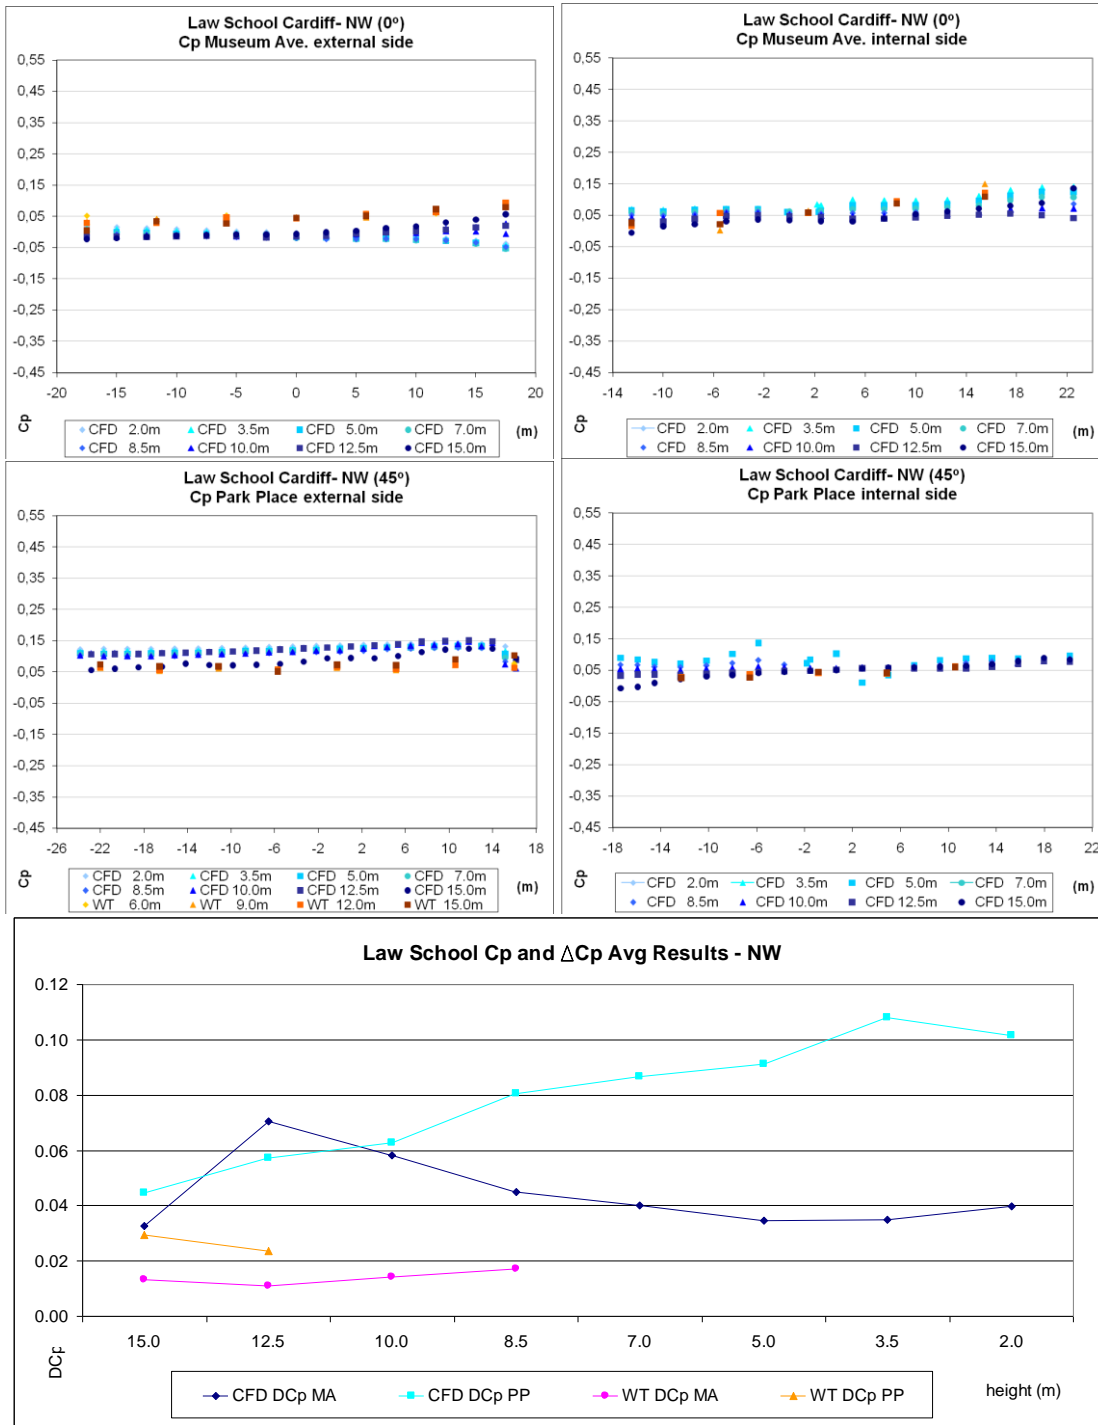 Law School Cardiff- NW (0º)
Cp Museum Ave. external side
0,55
0,45
0,35
0,25
0,15
0,05
-0,05
-0,15
-0,25
-0,35
-0,45
-20 -15 -10 -5 0 5 10 15 20
Cp
(m)
CFD 2.0m CFD 3.5m CFD 5.0m CFD 7.0m
CFD 8.5m CFD 10.0m CFD 12.5m CFD 15.0m
Law School Cardiff- NW (0º)
Cp Museum Ave. internal side
0,55
0,45
0,35
0,25
0,15
0,05
-0,05
-0,15
-0,25
-0,35
-0,45
-14 -10 -6 -2 2 6 10 14 18 22
Cp
(m)
CFD 2.0m CFD 3.5m CFD 5.0m CFD 7.0m
CFD 8.5m CFD 10.0m CFD 12.5m CFD 15.0m
Law School Cardiff- NW (45º)
Cp Park Place external side
0,55
0,45
0,35
0,25
0,15
0,05
-0,05
-0,15
-0,25
-0,35
-0,45
-26 -22 -18 -14 -10 -6 -2 2 6 10 14 18
Cp
(m)
CFD 2.0m CFD 3.5m CFD 5.0m CFD 7.0m
CFD 8.5m CFD 10.0m CFD 12.5m CFD 15.0m
WT 6.0m WT 9.0m WT 12.0m WT 15.0m
Law School Cardiff- NW (45º)
Cp Park Place internal side
0,55
0,45
0,35
0,25
0,15
0,05
-0,05
-0,15
-0,25
-0,35
-0,45
-18 -14 -10 -6 -2 2 6 10 14 18 22
Cp
(m)
CFD 2.0m CFD 3.5m CFD 5.0m CFD 7.0m
CFD 8.5m CFD 10.0m CFD 12.5m CFD 15.0m
Law School Cp and ΔCp Avg Results - NW
0.12
0.10
0.08
0.06
0.04
0.02
0.00
15.0 12.5 10.0 8.5 7.0 5.0 3.5 2.0
DCp
CFD DCp MA CFD DCp PP WT DCp MA WT DCp PP
height (m)